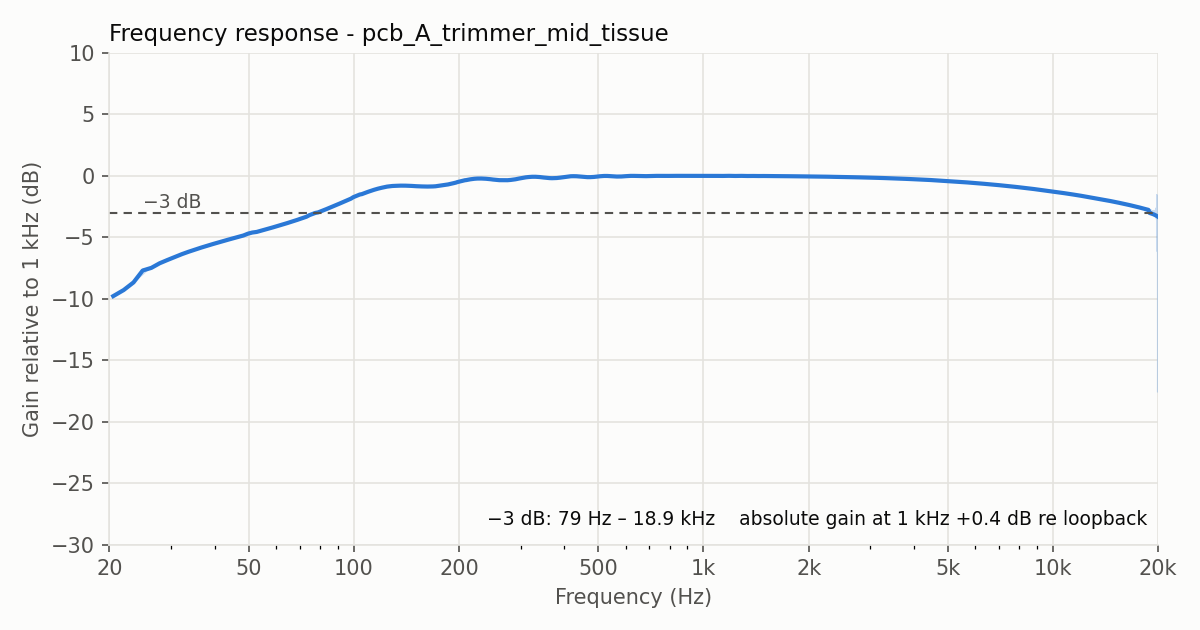 Frequency response - pcb_A_trimmer_mid_tissue
10
5
0
−5
−10
−15
−20
−25
−30
Gain relative to 1 kHz (dB)
−3 dB
−3 dB: 79 Hz – 18.9 kHz    absolute gain at 1 kHz +0.4 dB re loopback
20 50 100 200 500 1k 2k 5k 10k 20k
Frequency (Hz)